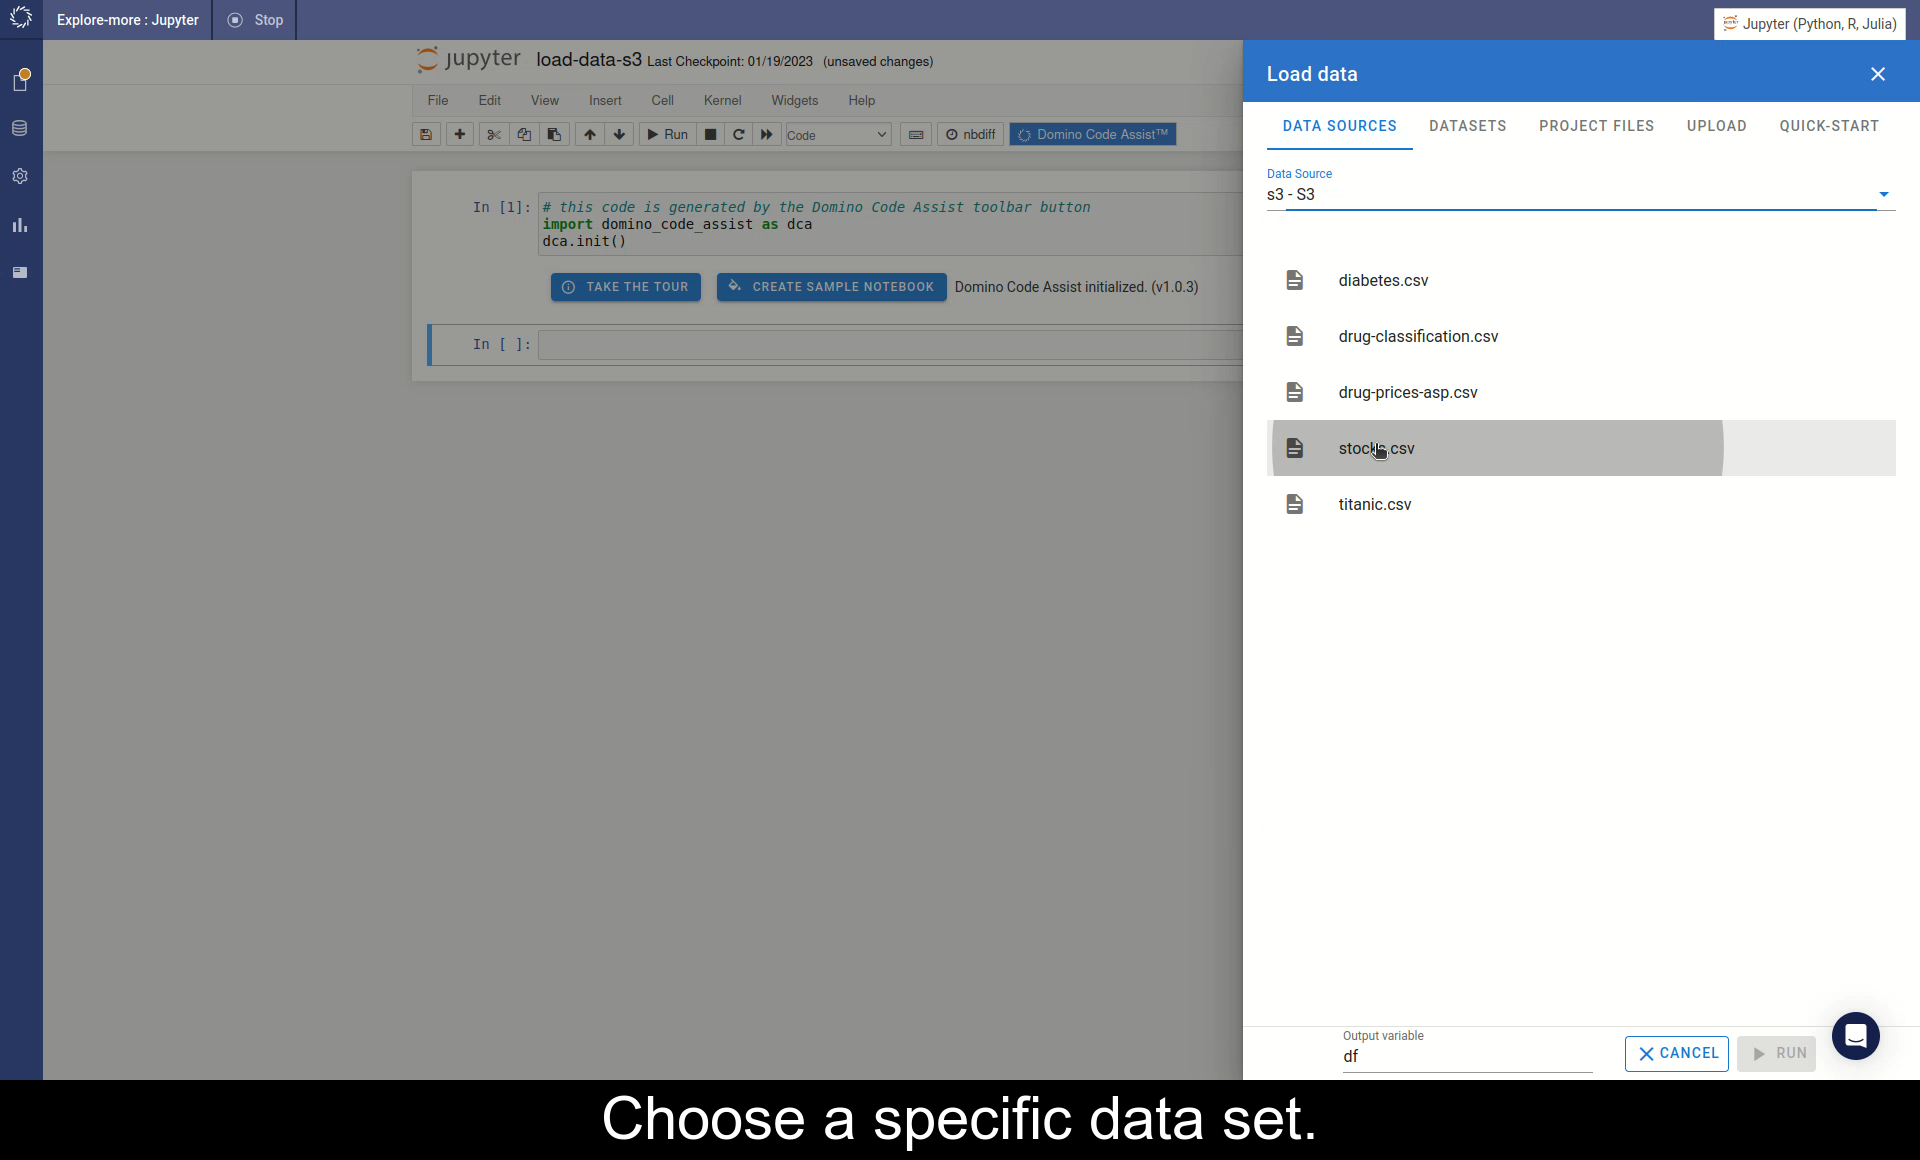 Explore-more : Jupyter
Stop
Jupyter (Python, R, Julia)
jupyter load-data-s3 Last Checkpoint: 01/19/2023 (unsaved changes)
File Edit View Insert Cell Kernel Widgets Help
Run Code nbdiff Domino Code Assist™
In [1]: # this code is generated by the Domino Code Assist toolbar button
import domino_code_assist as dca
dca.init()
TAKE THE TOUR CREATE SAMPLE NOTEBOOK Domino Code Assist initialized. (v1.0.3)
In [ ]:
Load data
DATA SOURCES DATASETS PROJECT FILES UPLOAD QUICK-START
Data Source
s3 - S3
diabetes.csv
drug-classification.csv
drug-prices-asp.csv
stocks.csv
titanic.csv
Output variable
df
CANCEL RUN
Choose a specific data set.